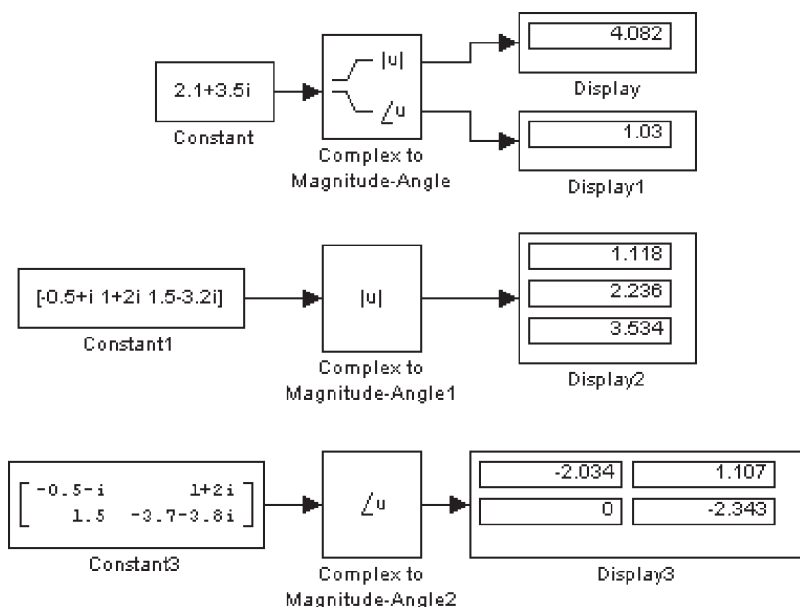 2.1+3.5i
Constant
|u|
∠u
Complex to
Magnitude-Angle
4.082
Display
1.03
Display1
[-0.5+i 1+2i 1.5-3.2i]
Constant1
|u|
Complex to
Magnitude-Angle1
1.118
2.236
3.534
Display2
-0.5-i 1+2i
1.5 -3.7-3.8i
Constant3
∠u
Complex to
Magnitude-Angle2
-2.034 1.107
0 -2.343
Display3